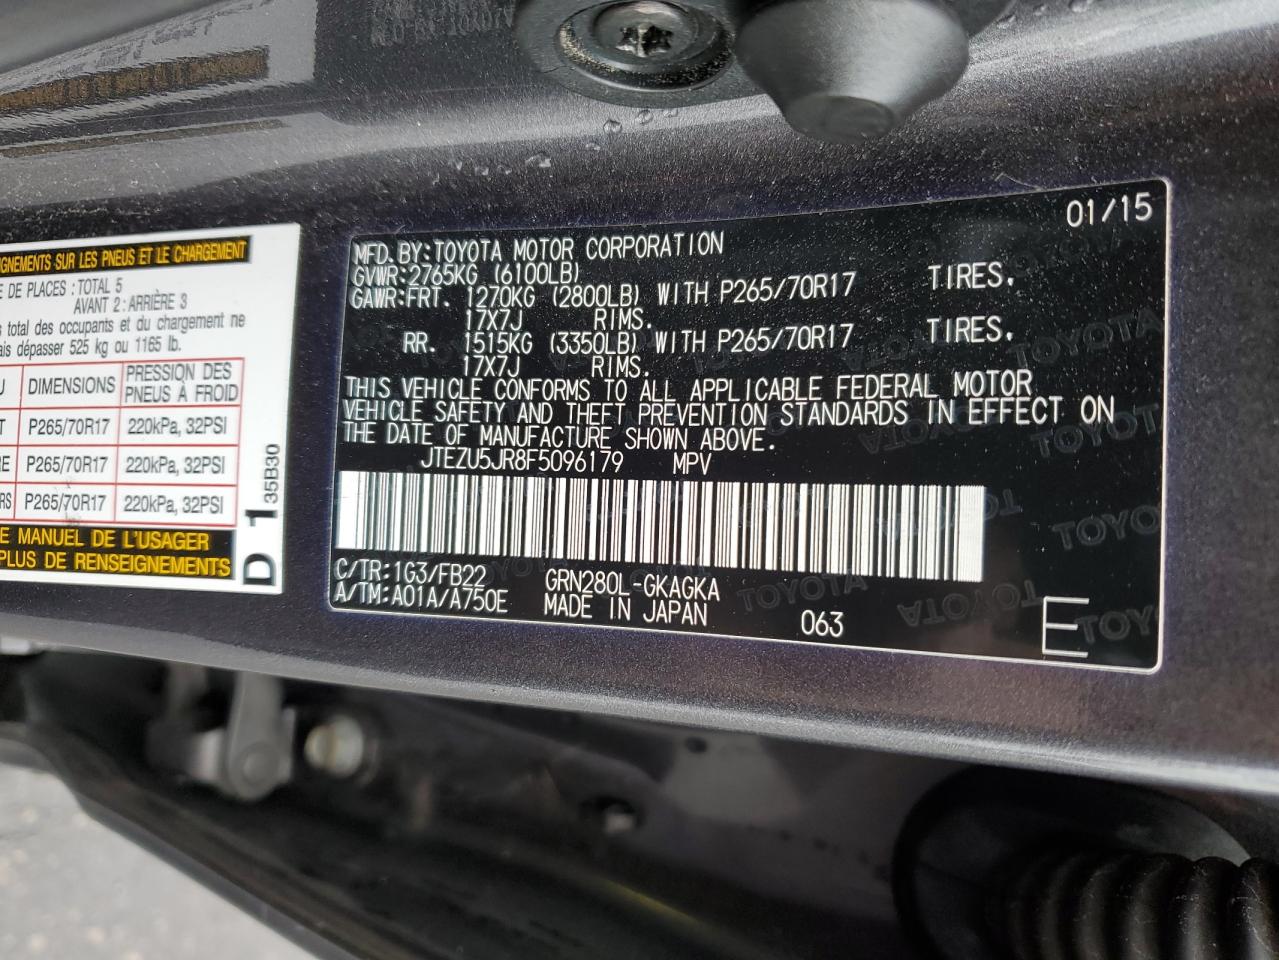 GNEMENTS SUR LES PNEUS ET LE CHARGEMENT
E DE PLACES : TOTAL 5
AVANT 2 : ARRIÈRE 3
total des occupants et du chargement ne
ais dépasser 525 kg ou 1165 lb.
DIMENSIONS PRESSION DES
PNEUS À FROID
T P265/70R17 220kPa, 32PSI
RE P265/70R17 220kPa, 32PSI
RS P265/70R17 220kPa, 32PSI
E MANUEL DE L'USAGER
PLUS DE RENSEIGNEMENTS
D 1 35B30
01/15
MFD. BY: TOYOTA MOTOR CORPORATION
GVWR: 2765KG (6100LB)
GAWR: FRT. 1270KG (2800LB) WITH P265/70R17 TIRES.
17X7J RIMS.
RR. 1515KG (3350LB) WITH P265/70R17 TIRES.
17X7J RIMS.
THIS VEHICLE CONFORMS TO ALL APPLICABLE FEDERAL MOTOR
VEHICLE SAFETY AND THEFT PREVENTION STANDARDS IN EFFECT ON
THE DATE OF MANUFACTURE SHOWN ABOVE.
JTEZU5JR8F5096179 MPV
C/TR: 1G3/FB22 GRN280L-GKAGKA
A/TM: A01A/A750E MADE IN JAPAN 063 E
TOYOTA